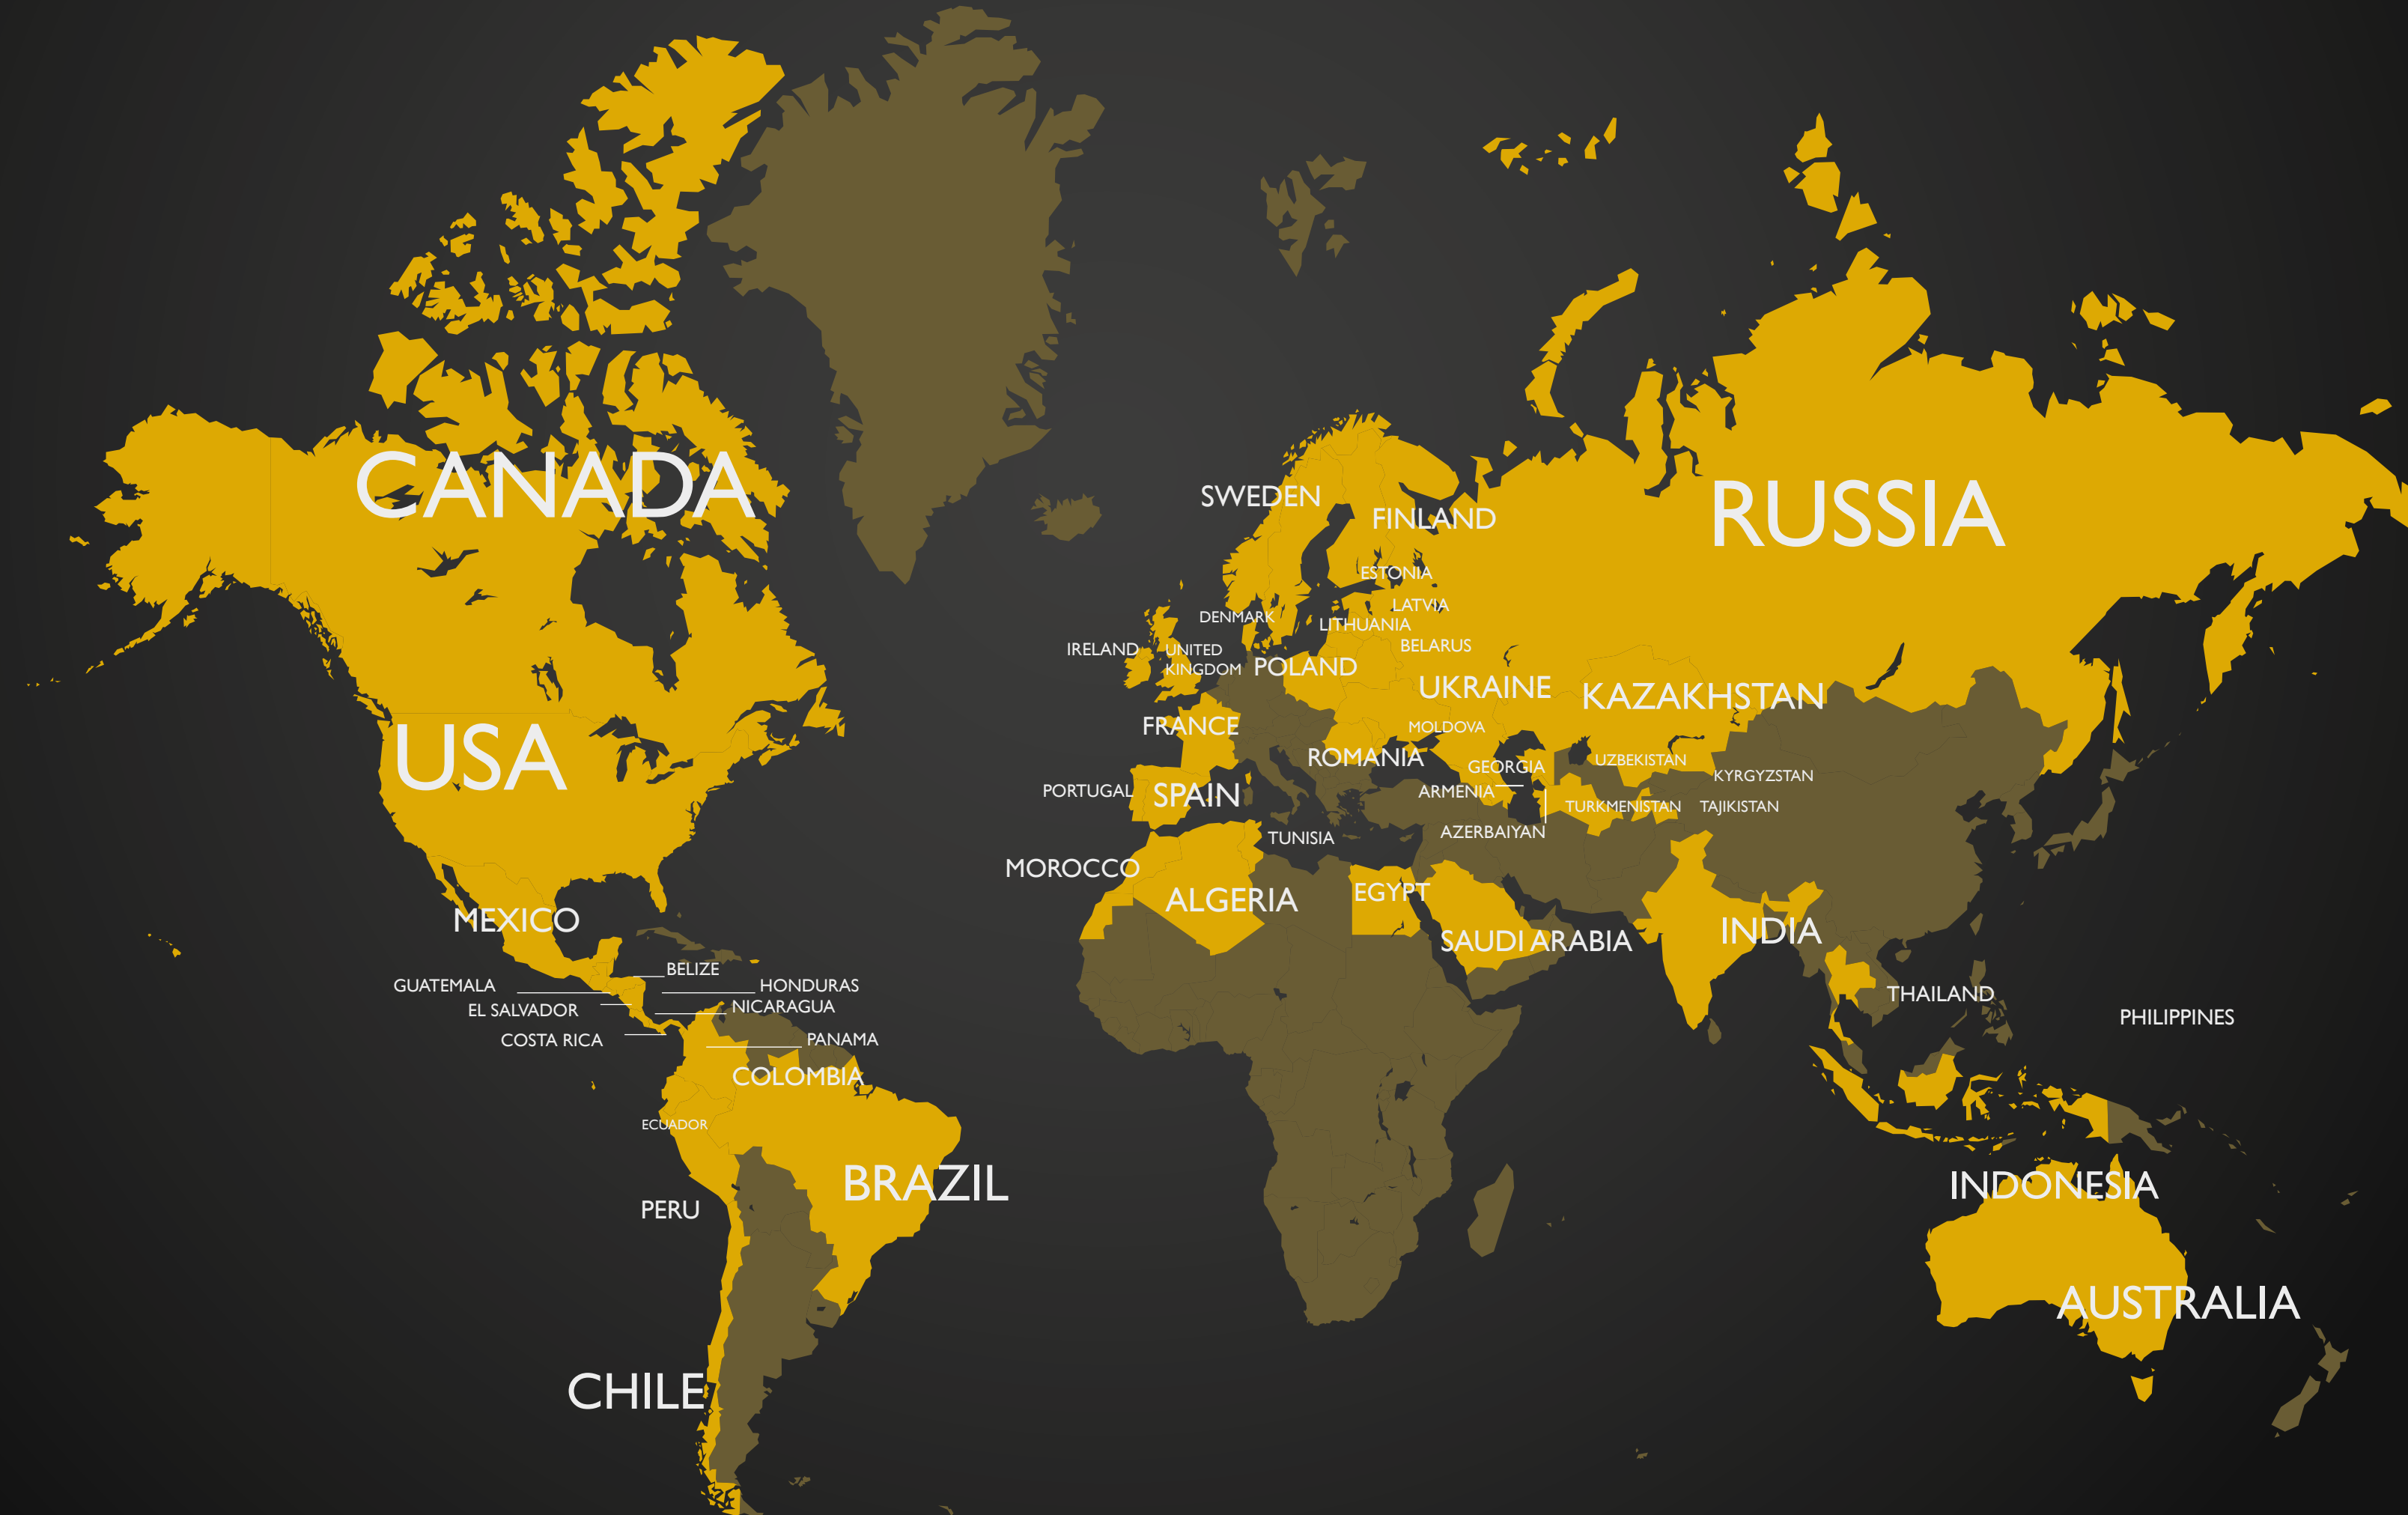 CANADA
RUSSIA
SWEDEN
FINLAND
ESTONIA
LATVIA
DENMARK
LITHUANIA
BELARUS
IRELAND
UNITED
KINGDOM
POLAND
UKRAINE
KAZAKHSTAN
FRANCE
MOLDOVA
USA
ROMANIA
GEORGIA
UZBEKISTAN
KYRGYZSTAN
PORTUGAL
SPAIN
ARMENIA
TURKMENISTAN
TAJIKISTAN
AZERBAIYAN
TUNISIA
MOROCCO
ALGERIA
EGYPT
MEXICO
INDIA
SAUDI ARABIA
BELIZE
GUATEMALA
HONDURAS
EL SALVADOR
NICARAGUA
THAILAND
PHILIPPINES
COSTA RICA
PANAMA
COLOMBIA
ECUADOR
BRAZIL
PERU
INDONESIA
AUSTRALIA
CHILE